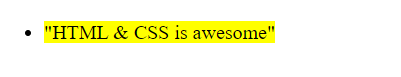 • "HTML & CSS is awesome"